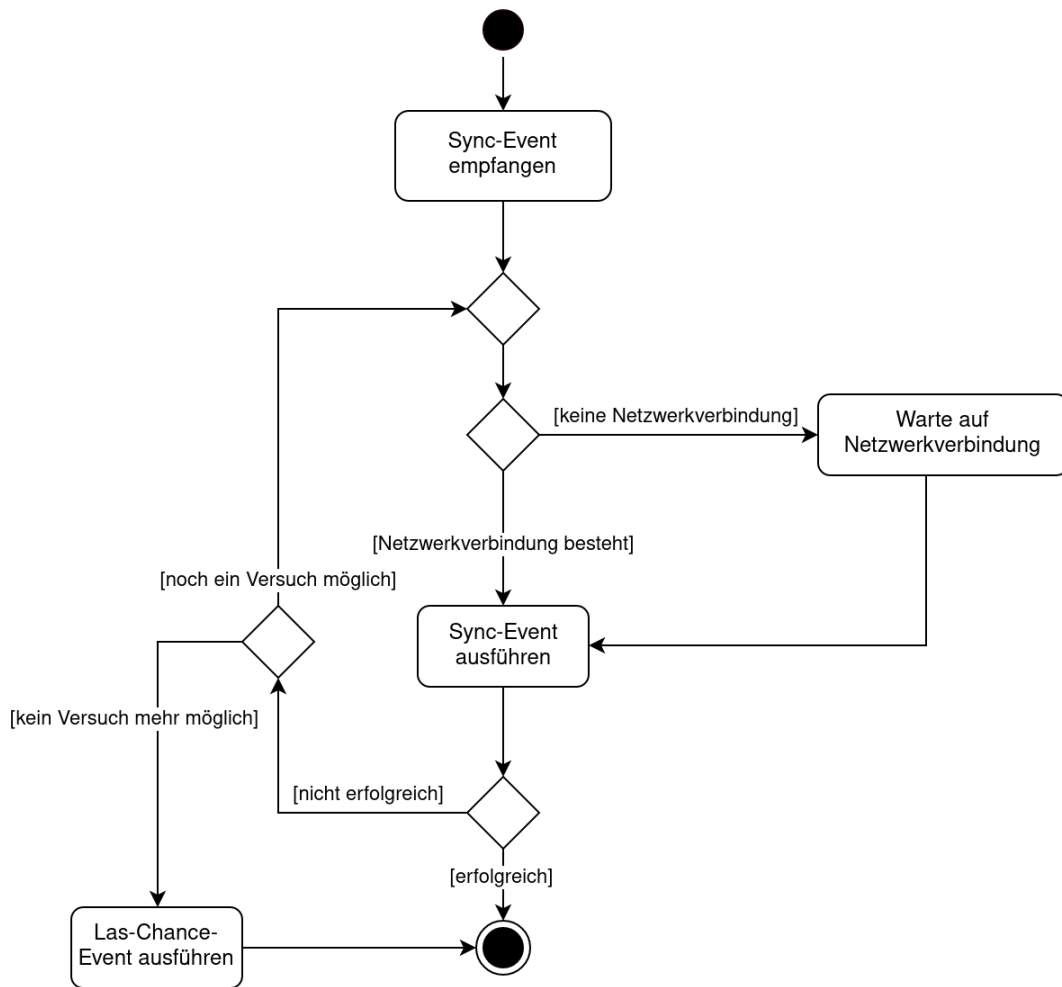 Sync-Event
empfangen
[keine Netzwerkverbindung]
Warte auf
Netzwerkverbindung
[Netzwerkverbindung besteht]
[noch ein Versuch möglich]
Sync-Event
ausführen
[kein Versuch mehr möglich]
[nicht erfolgreich]
[erfolgreich]
Las-Chance-
Event ausführen